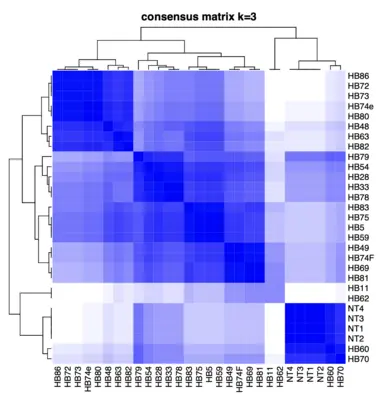 consensus matrix k=3
HB86
HB72
HB73
HB74e
HB80
HB48
HB63
HB82
HB79
HB54
HB28
HB33
HB78
HB83
HB75
HB5
HB59
HB49
HB74F
HB69
HB81
HB11
HB62
NT4
NT3
NT1
NT2
HB60
HB70
HB86
HB72
HB73
HB74e
HB80
HB48
HB63
HB82
HB79
HB54
HB28
HB33
HB78
HB83
HB75
HB5
HB59
HB49
HB74F
HB69
HB81
HB11
HB62
NT4
NT3
NT1
NT2
HB60
HB70